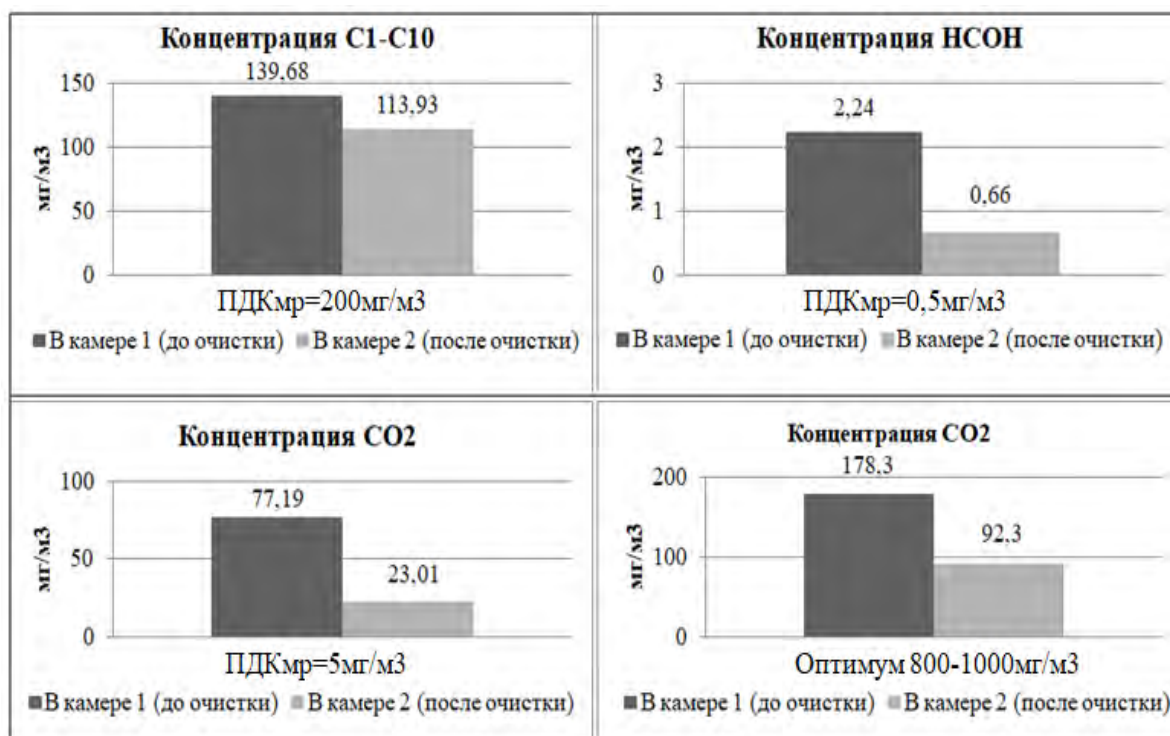 Концентрация С1-С10
139,68
113,93
150
100
50
0
мг/м3
ПДКмр=200мг/м3
В камере 1 (до очистки) В камере 2 (после очистки)
Концентрация НСОН
2,24
0,66
3
2
1
0
мг/м3
ПДКмр=0,5мг/м3
В камере 1 (до очистки) В камере 2 (после очистки)
Концентрация СО2
77,19
23,01
100
50
0
мг/м3
ПДКмр=5мг/м3
В камере 1 (до очистки) В камере 2 (после очистки)
Концентрация СО2
178,3
92,3
200
100
0
мг/м3
Оптимум 800-1000мг/м3
В камере 1 (до очистки) В камере 2 (после очистки)